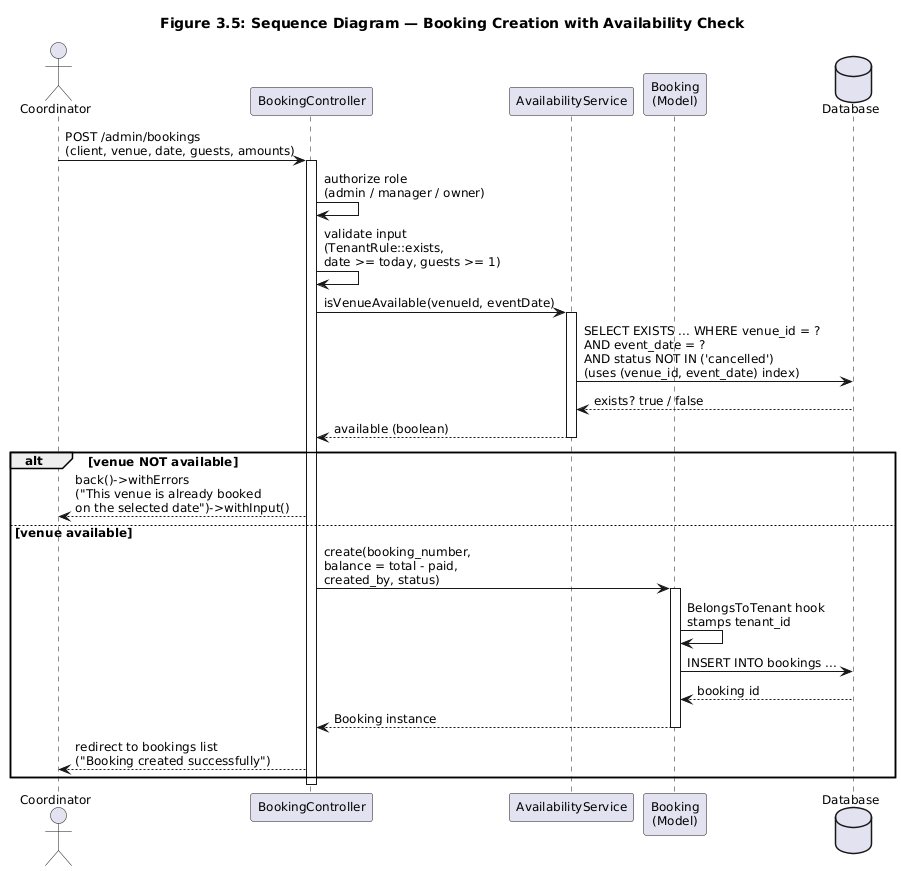 Figure 3.5: Sequence Diagram — Booking Creation with Availability Check
Coordinator
BookingController
AvailabilityService
Booking
(Model)
Database
POST /admin/bookings
(client, venue, date, guests, amounts)
authorize role
(admin / manager / owner)
validate input
(TenantRule::exists,
date >= today, guests >= 1)
isVenueAvailable(venueId, eventDate)
SELECT EXISTS ... WHERE venue_id = ?
AND event_date = ?
AND status NOT IN ('cancelled')
(uses (venue_id, event_date) index)
exists? true / false
available (boolean)
alt
[venue NOT available]
back()->withErrors
("This venue is already booked
on the selected date")->withInput()
[venue available]
create(booking_number,
balance = total - paid,
created_by, status)
BelongsToTenant hook
stamps tenant_id
INSERT INTO bookings ...
booking id
Booking instance
redirect to bookings list
("Booking created successfully")
Coordinator
BookingController
AvailabilityService
Booking
(Model)
Database